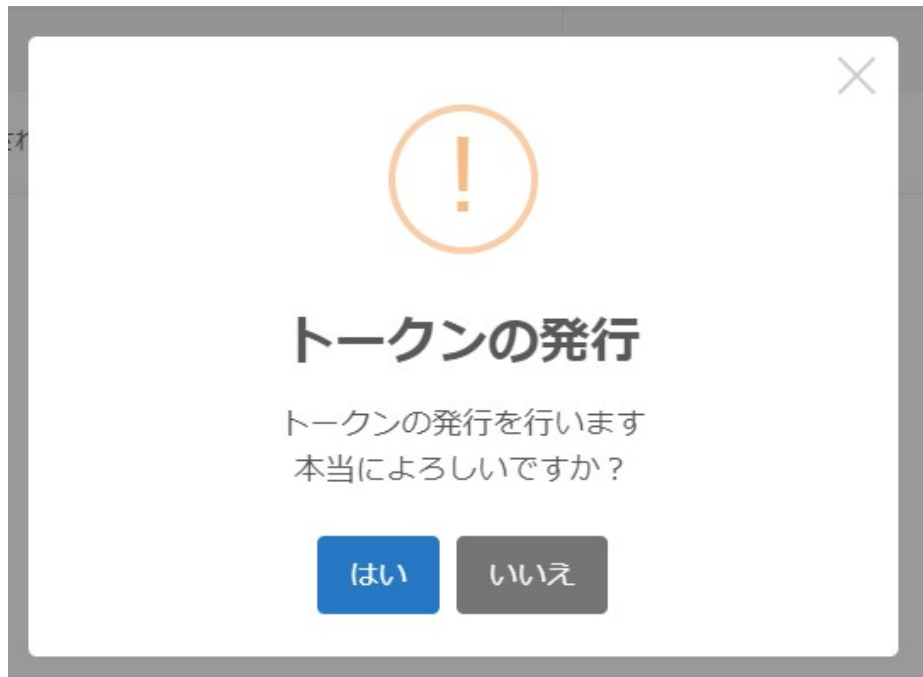 トークンの発行
トークンの発行を行います
本当によろしいですか？
はい
いいえ